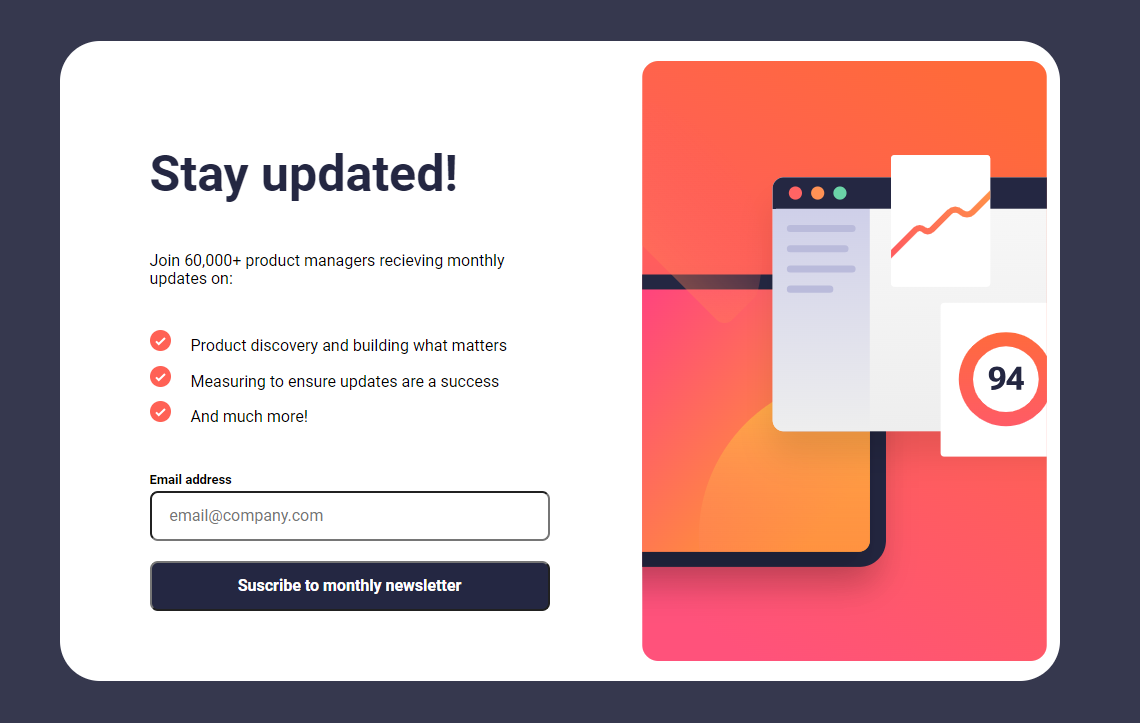 Stay updated!
Join 60,000+ product managers recieving monthly
updates on:
Product discovery and building what matters
Measuring to ensure updates are a success
And much more!
Email address
email@company.com
Suscribe to monthly newsletter
94